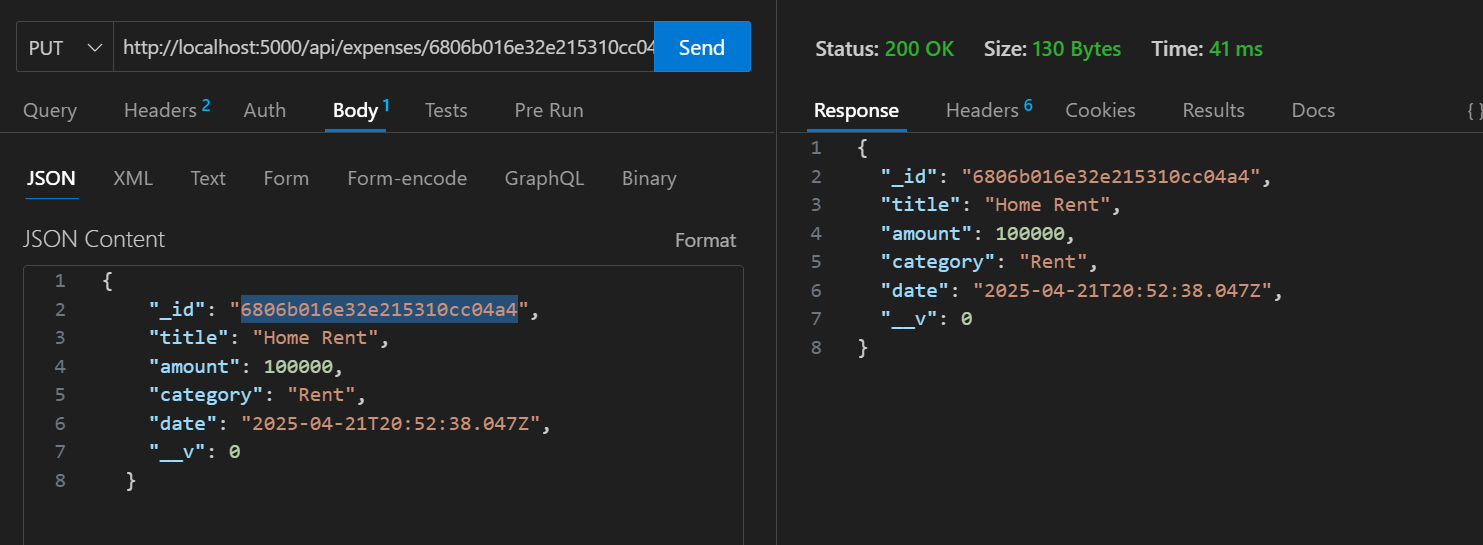 PUT http://localhost:5000/api/expenses/6806b016e32e215310cc04 Send
Query Headers 2 Auth Body 1 Tests Pre Run
JSON XML Text Form Form-encode GraphQL Binary
JSON Content Format
1 {
2 "_id": "6806b016e32e215310cc04a4",
3 "title": "Home Rent",
4 "amount": 100000,
5 "category": "Rent",
6 "date": "2025-04-21T20:52:38.047Z",
7 "__v": 0
8 }
Status: 200 OK Size: 130 Bytes Time: 41 ms
Response Headers 6 Cookies Results Docs { }
1 {
2 "_id": "6806b016e32e215310cc04a4",
3 "title": "Home Rent",
4 "amount": 100000,
5 "category": "Rent",
6 "date": "2025-04-21T20:52:38.047Z",
7 "__v": 0
8 }